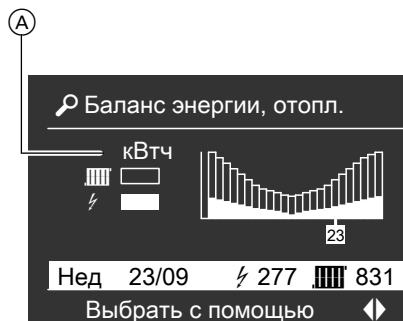 A
Баланс энергии, отопл.
кВтч
23
Нед 23/09 277 831
Выбрать с помощью